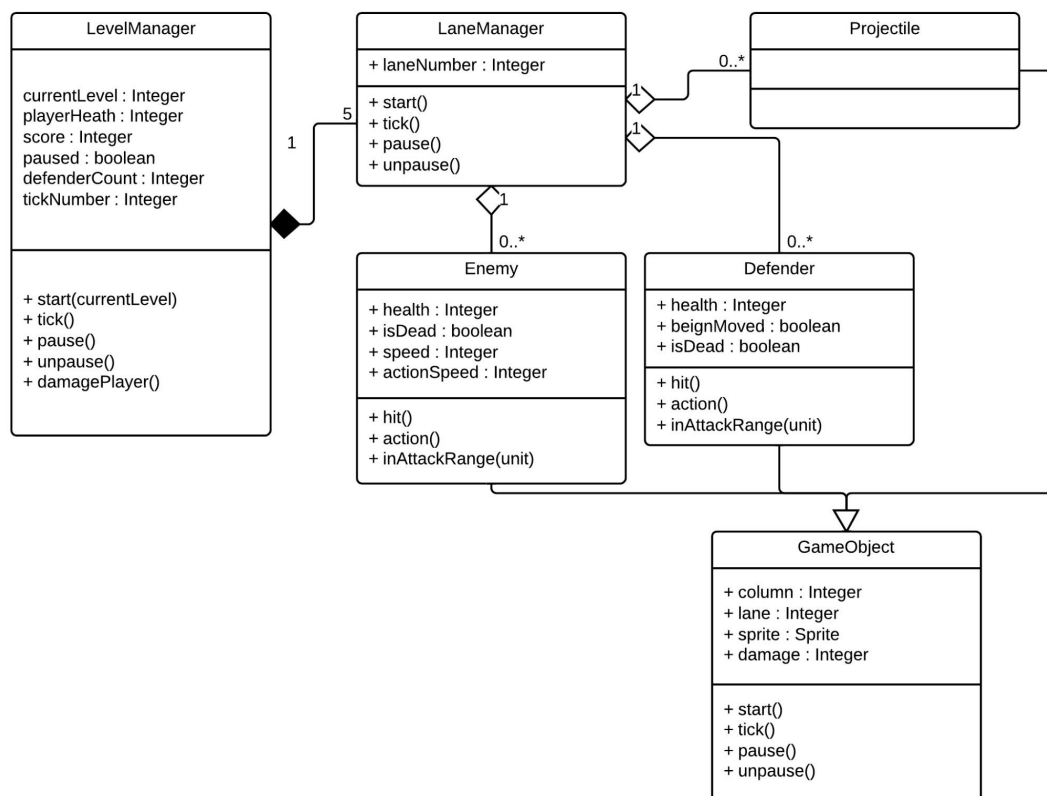 LevelManager
currentLevel : Integer
playerHeath : Integer
score : Integer
paused : boolean
defenderCount : Integer
tickNumber : Integer
+ start(currentLevel)
+ tick()
+ pause()
+ unpause()
+ damagePlayer()
1
5
LaneManager
+ laneNumber : Integer
+ start()
+ tick()
+ pause()
+ unpause()
1
0..*
Projectile
1
0..*
1
0..*
Enemy
+ health : Integer
+ isDead : boolean
+ speed : Integer
+ actionSpeed : Integer
+ hit()
+ action()
+ inAttackRange(unit)
Defender
+ health : Integer
+ beignMoved : boolean
+ isDead : boolean
+ hit()
+ action()
+ inAttackRange(unit)
GameObject
+ column : Integer
+ lane : Integer
+ sprite : Sprite
+ damage : Integer
+ start()
+ tick()
+ pause()
+ unpause()